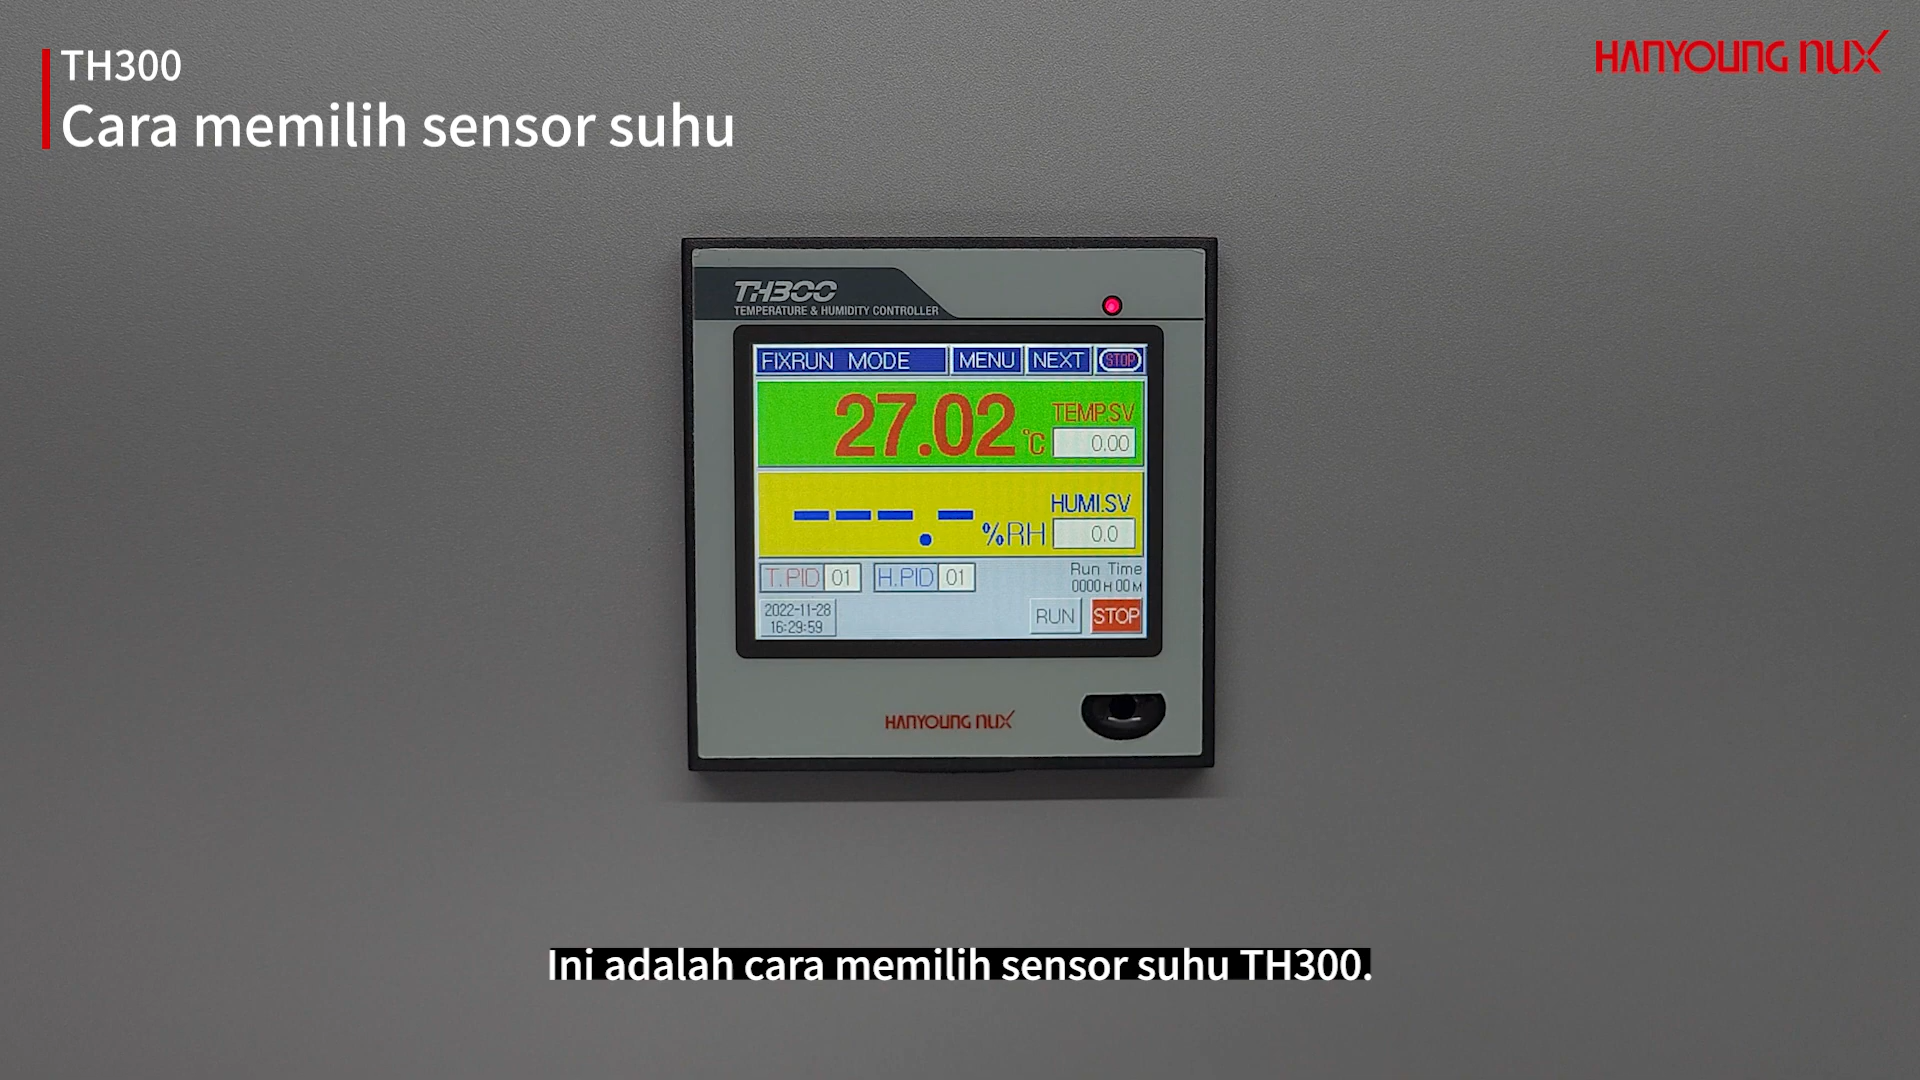 TH300
Cara memilih sensor suhu
HANYOUNG NUX
TH300
TEMPERATURE & HUMIDITY CONTROLLER
FIXRUN MODE MENU NEXT STOP
27.02 °C TEMP.SV 0.00
----.- %RH HUMI.SV 0.0
T.PID 01 H.PID 01 Run Time
0000 H 00 M
2022-11-28
16:29:59
RUN STOP
HANYOUNG NUX
Ini adalah cara memilih sensor suhu TH300.